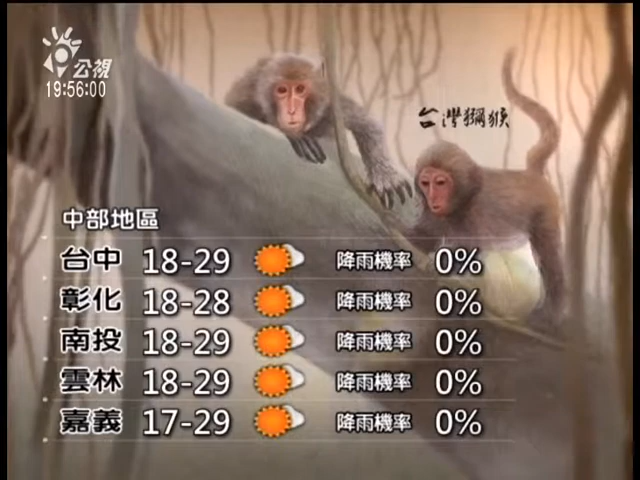 公視
19:56:00
台灣獼猴
中部地區
台中 18-29 降雨機率 0%
彰化 18-28 降雨機率 0%
南投 18-29 降雨機率 0%
雲林 18-29 降雨機率 0%
嘉義 17-29 降雨機率 0%